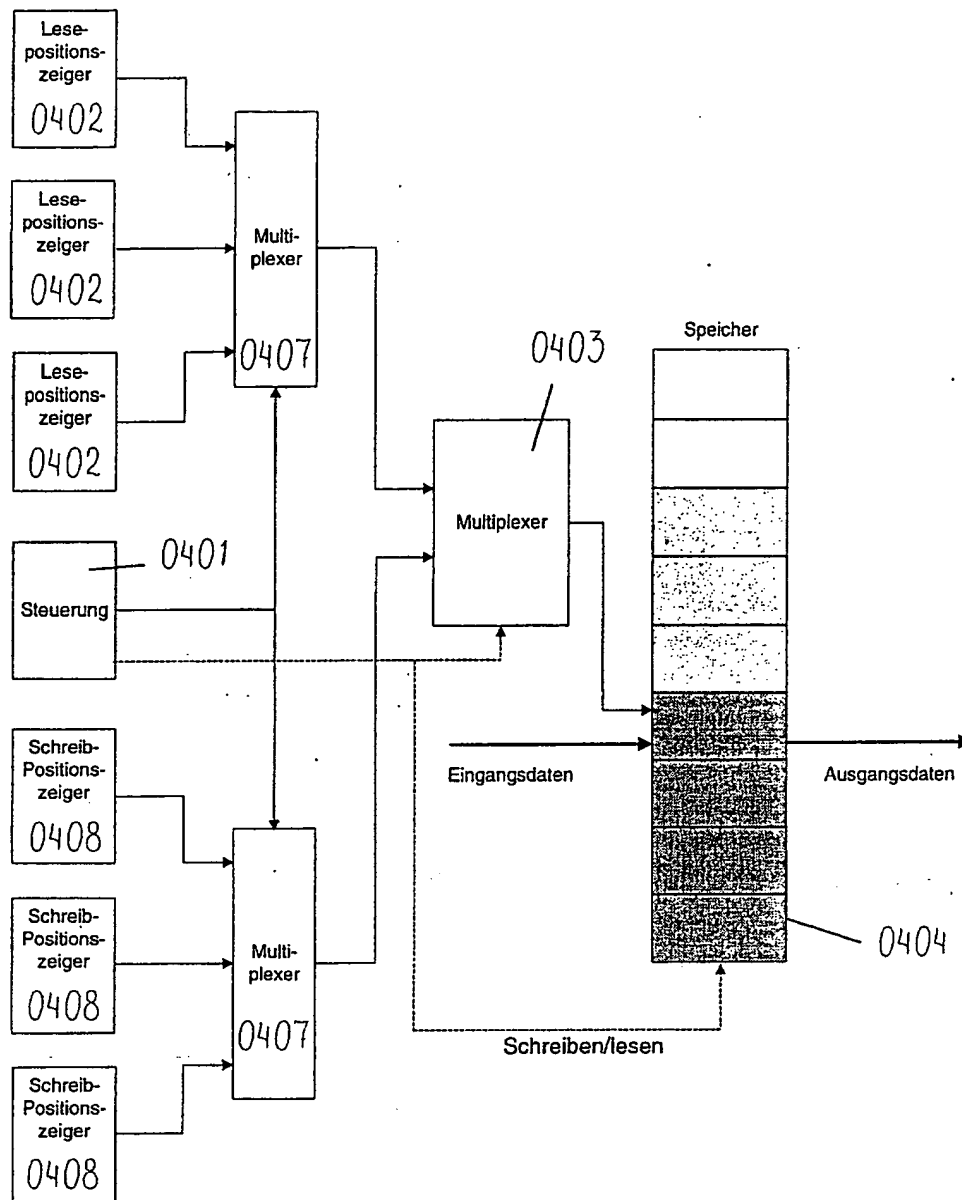 Lese-
positions-
zeiger
0402
Lese-
positions-
zeiger
0402
Lese-
positions-
zeiger
0402
Multi-
plexer
0407
0403
Speicher
Multiplexer
0401
Steuerung
Schreib-
Positions-
zeiger
0408
Schreib-
Positions-
zeiger
0408
Schreib-
Positions-
zeiger
0408
Multi-
plexer
0407
Eingangsdaten
Ausgangsdaten
0404
Schreiben/lesen